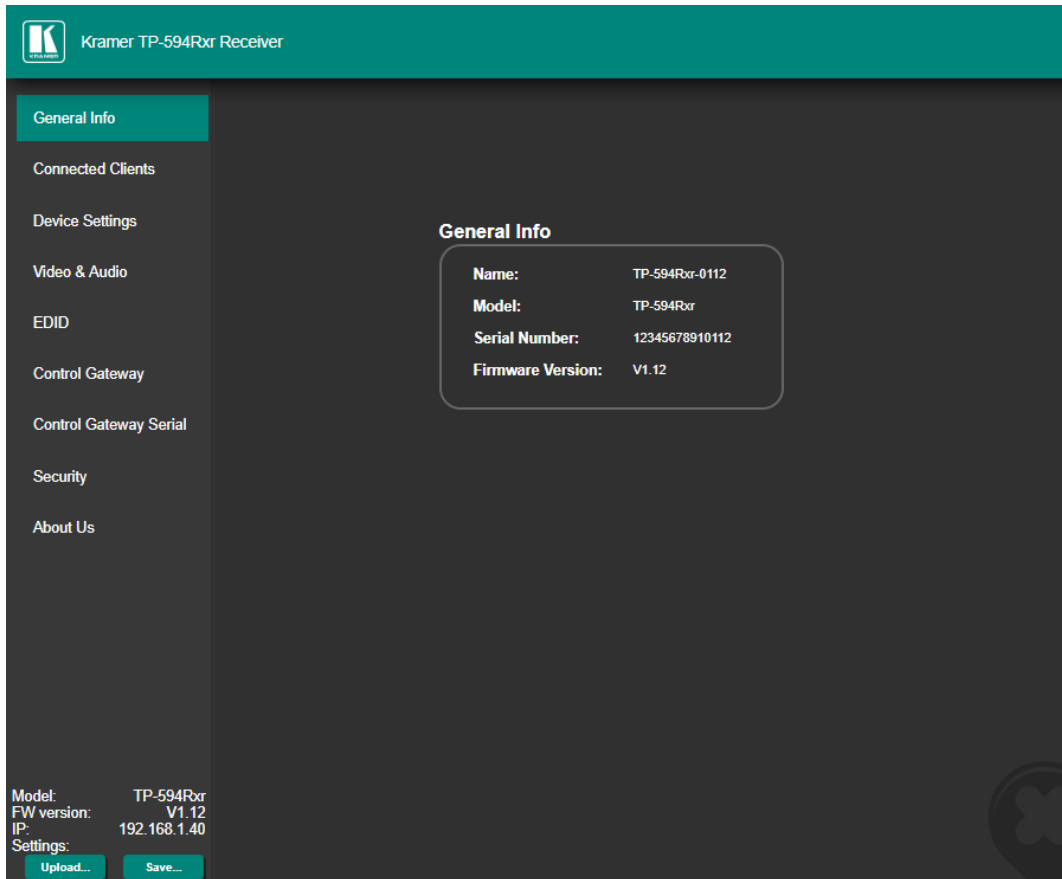 KRAMER
Kramer TP-594Rxr Receiver
General Info
Connected Clients
Device Settings
Video & Audio
EDID
Control Gateway
Control Gateway Serial
Security
About Us
General Info
Name: TP-594Rxr-0112
Model: TP-594Rxr
Serial Number: 12345678910112
Firmware Version: V1.12
Model: TP-594Rxr
FW version: V1.12
IP: 192.168.1.40
Settings:
Upload... Save...